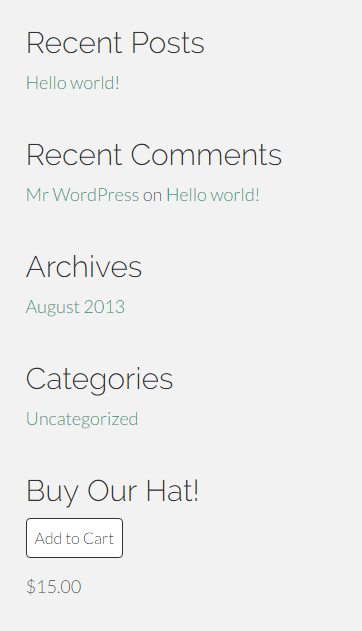 Recent Posts
Hello world!
Recent Comments
Mr WordPress on Hello world!
Archives
August 2013
Categories
Uncategorized
Buy Our Hat!
Add to Cart
$15.00